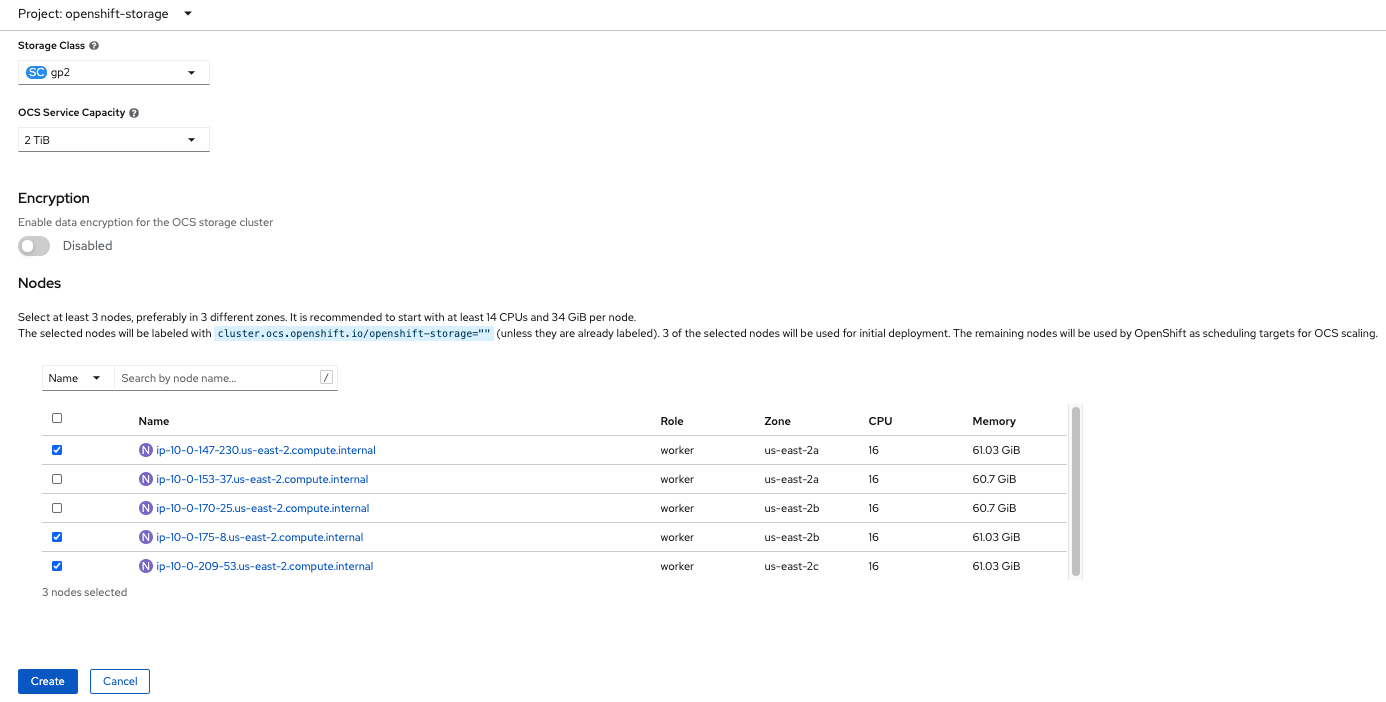 Project: openshift-storage
Storage Class ?
SC gp2
OCS Service Capacity ?
2 TiB
Encryption
Enable data encryption for the OCS storage cluster
Disabled
Nodes
Select at least 3 nodes, preferably in 3 different zones. It is recommended to start with at least 14 CPUs and 34 GiB per node.
The selected nodes will be labeled with cluster.ocs.openshift.io/openshift-storage="" (unless they are already labeled). 3 of the selected nodes will be used for initial deployment. The remaining nodes will be used by OpenShift as scheduling targets for OCS scaling.
Name Search by node name... /
Name Role Zone CPU Memory
N ip-10-0-147-230.us-east-2.compute.internal worker us-east-2a 16 61.03 GiB
N ip-10-0-153-37.us-east-2.compute.internal worker us-east-2a 16 60.7 GiB
N ip-10-0-170-25.us-east-2.compute.internal worker us-east-2b 16 60.7 GiB
N ip-10-0-175-8.us-east-2.compute.internal worker us-east-2b 16 61.03 GiB
N ip-10-0-209-53.us-east-2.compute.internal worker us-east-2c 16 61.03 GiB
3 nodes selected
Create Cancel